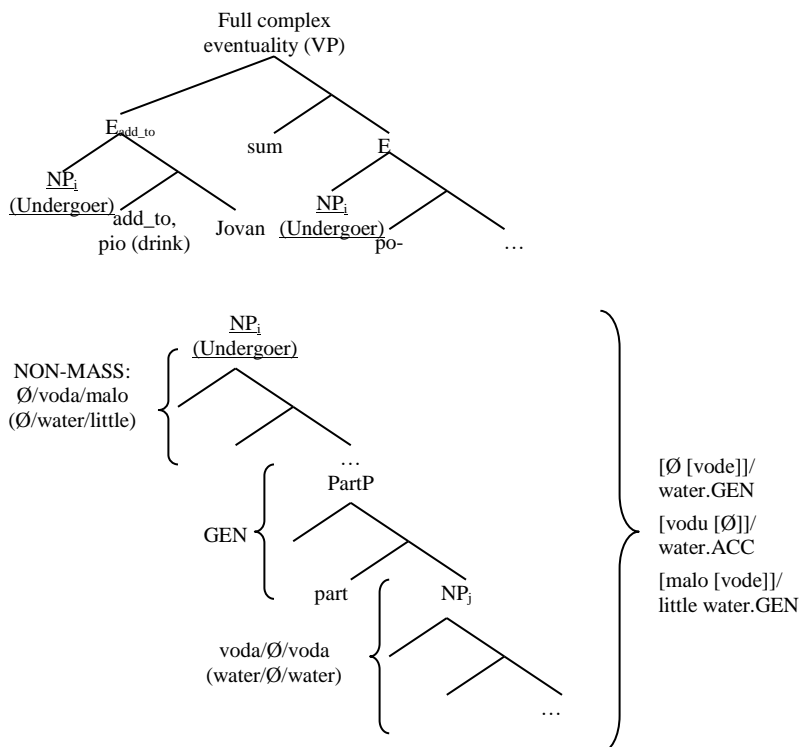 Full complex
eventuality (VP)
E_add_to
sum
E
NP_i
(Undergoer)
add_to,
pio (drink)
Jovan
NP_i
(Undergoer)
po-
…
NP_i
(Undergoer)
NON-MASS:
Ø/voda/malo
(Ø/water/little)
…
PartP
GEN
part
NP_j
voda/Ø/voda
(water/Ø/water)
…
[Ø [vode]]/
water.GEN
[vodu [Ø]]/
water.ACC
[malo [vode]]/
little water.GEN